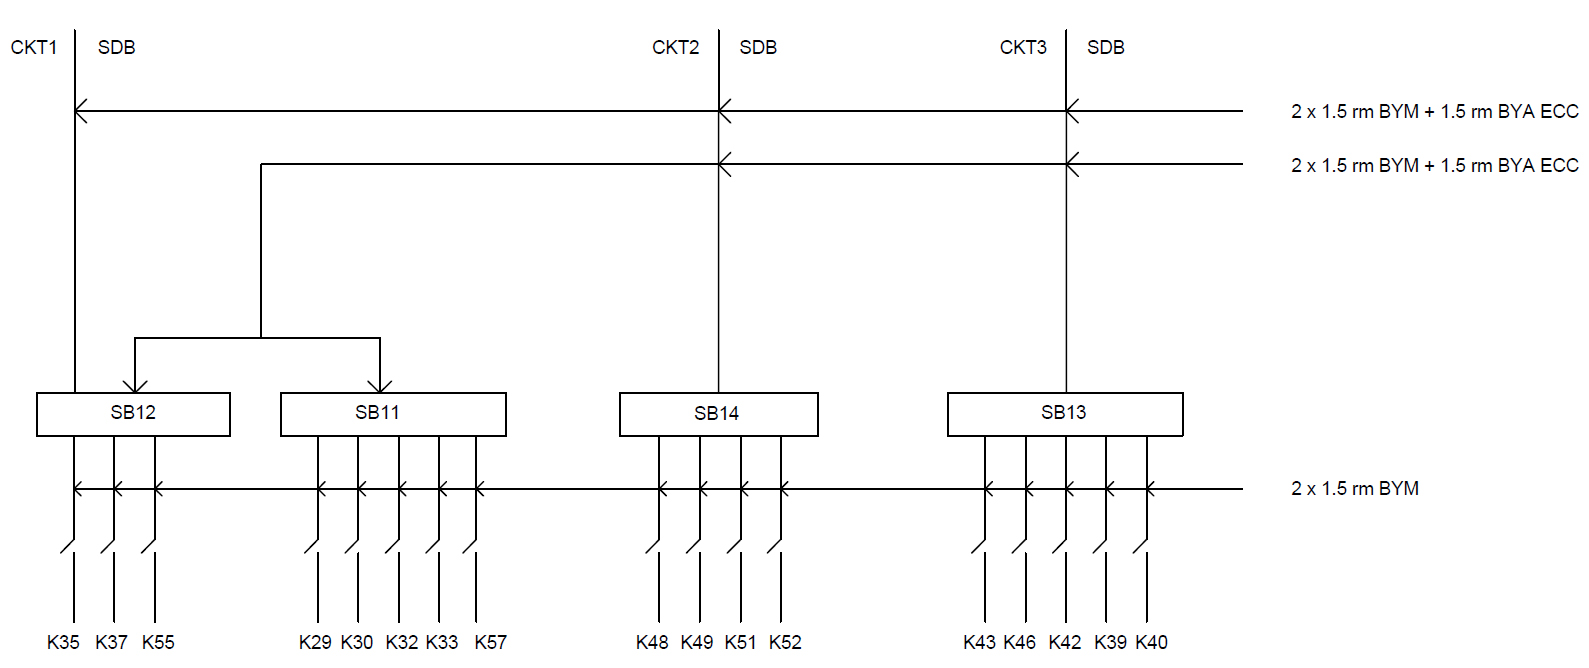 CKT1 SDB CKT2 SDB CKT3 SDB
2 x 1.5 rm BYM + 1.5 rm BYA ECC
2 x 1.5 rm BYM + 1.5 rm BYA ECC
SB12 SB11 SB14 SB13
2 x 1.5 rm BYM
K35 K37 K55 K29 K30 K32 K33 K57 K48 K49 K51 K52 K43 K46 K42 K39 K40